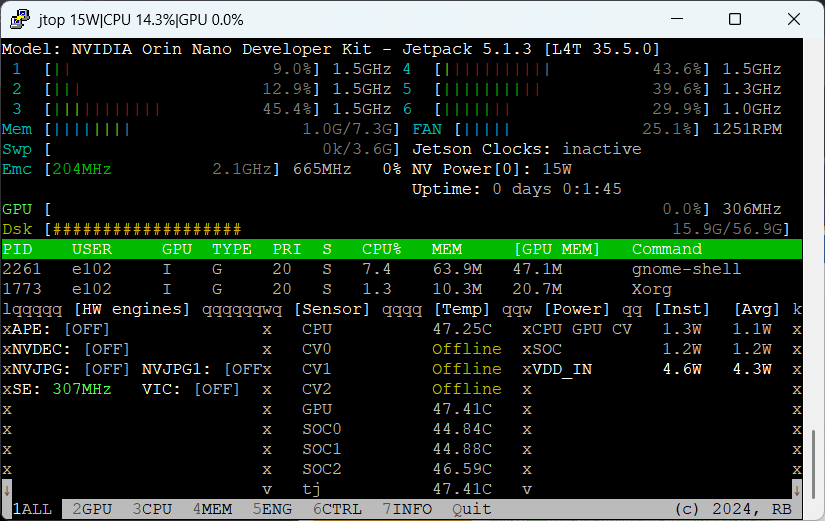 jtop 15W|CPU 14.3%|GPU 0.0%
Model: NVIDIA Orin Nano Developer Kit - Jetpack 5.1.3 [L4T 35.5.0]
1 [|| 9.0%] 1.5GHz 4 [||||||||||| 43.6%] 1.5GHz
2 [||| 12.9%] 1.5GHz 5 [|||||||||| 39.6%] 1.3GHz
3 [||||||||||| 45.4%] 1.5GHz 6 [||||||| 29.9%] 1.0GHz
Mem [|||||||| 1.0G/7.3G] FAN [||||| 25.1%] 1251RPM
Swp [ 0k/3.6G] Jetson Clocks: inactive
Emc [204MHz 2.1GHz] 665MHz 0% NV Power[0]: 15W
Uptime: 0 days 0:1:45
GPU [ 0.0%] 306MHz
Dsk [################### 15.9G/56.9G]
PID USER GPU TYPE PRI S CPU% MEM [GPU MEM] Command
2261 e102 I G 20 S 7.4 63.9M 47.1M gnome-shell
1773 e102 I G 20 S 1.3 10.3M 20.7M Xorg
lqqqqq [HW engines] qqqqqqwq [Sensor] qqqq [Temp] qqw [Power] qq [Inst] [Avg] k
xAPE: [OFF] x CPU 47.25C xCPU GPU CV 1.3W 1.1W x
xNVDEC: [OFF] x CV0 Offline xSOC 1.2W 1.2W x
xNVJPG: [OFF] NVJPG1: [OFFx CV1 Offline xVDD_IN 4.6W 4.3W x
xSE: 307MHz VIC: [OFF] x CV2 Offline x x
x x GPU 47.41C x x
x x SOC0 44.84C x x
x x SOC1 44.88C x x
x x SOC2 46.59C x x
↓ v tj 47.41C v ↓
1ALL 2GPU 3CPU 4MEM 5ENG 6CTRL 7INFO Quit (c) 2024, RB